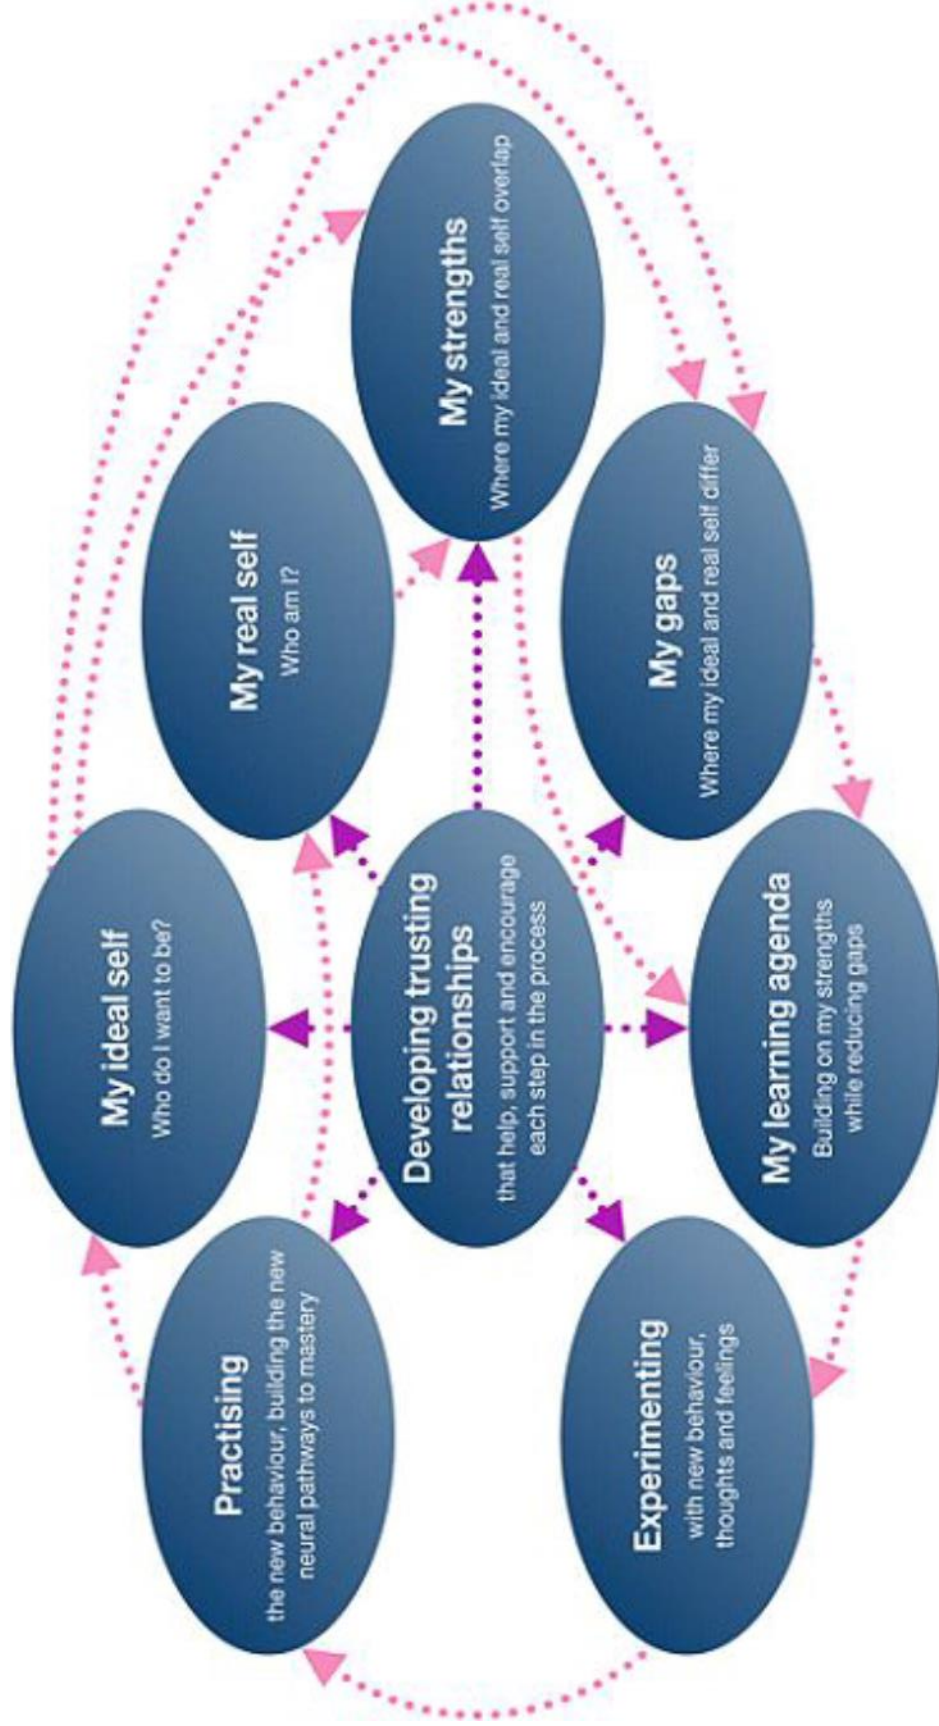 My ideal self
Who do I want to be?
My real self
Who am I?
My strengths
Where my ideal and real self overlap
My gaps
Where my ideal and real self differ
My learning agenda
Building on my strengths
while reducing gaps
Experimenting
with new behaviour,
thoughts and feelings
Practising
the new behaviour, building the new
neural pathways to mastery
Developing trusting
relationships
that help, support and encourage
each step in the process